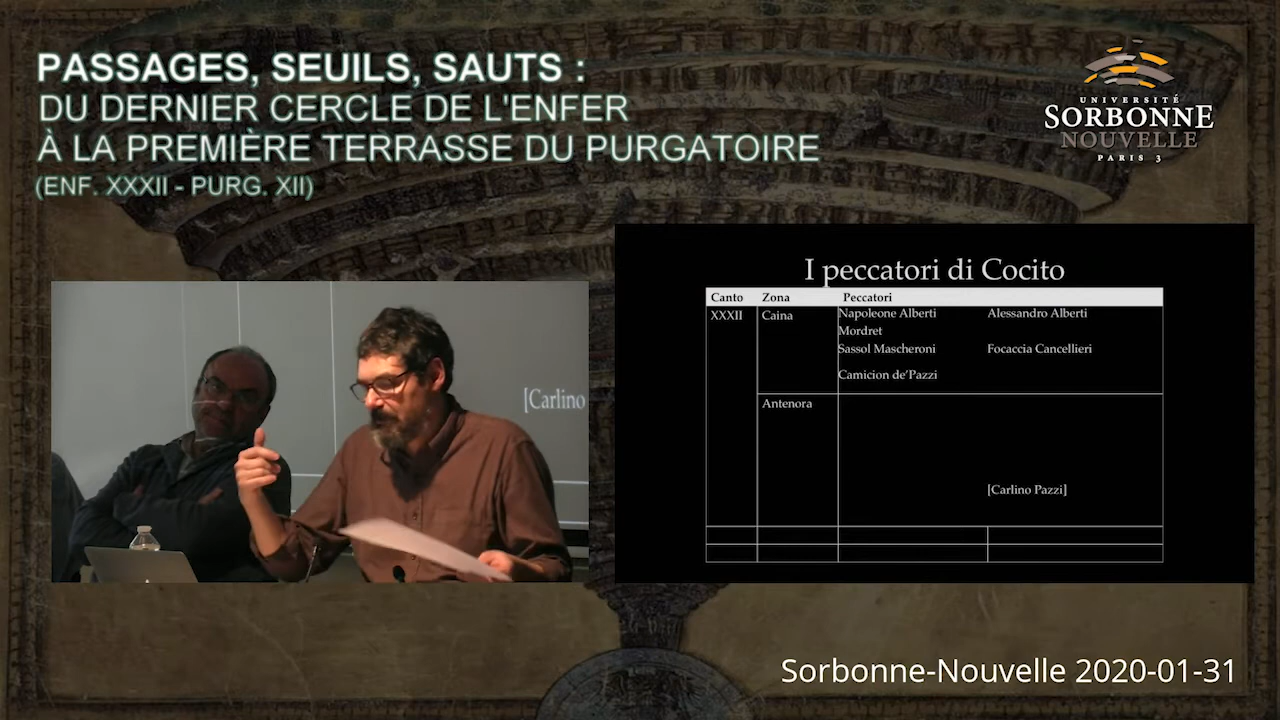 PASSAGES, SEUILS, SAUTS :
DU DERNIER CERCLE DE L'ENFER
À LA PREMIÈRE TERRASSE DU PURGATOIRE
(ENF. XXXII - PURG. XII)
UNIVERSITÉ
SORBONNE
NOUVELLE
PARIS 3
[Carlino
I peccatori di Cocito
Canto Zona Peccatori
XXXII Caina Napoleone Alberti Alessandro Alberti
Mordret
Sassol Mascheroni Focaccia Cancellieri
Camicion de’Pazzi
Antenora
[Carlino Pazzi]
Sorbonne-Nouvelle 2020-01-31